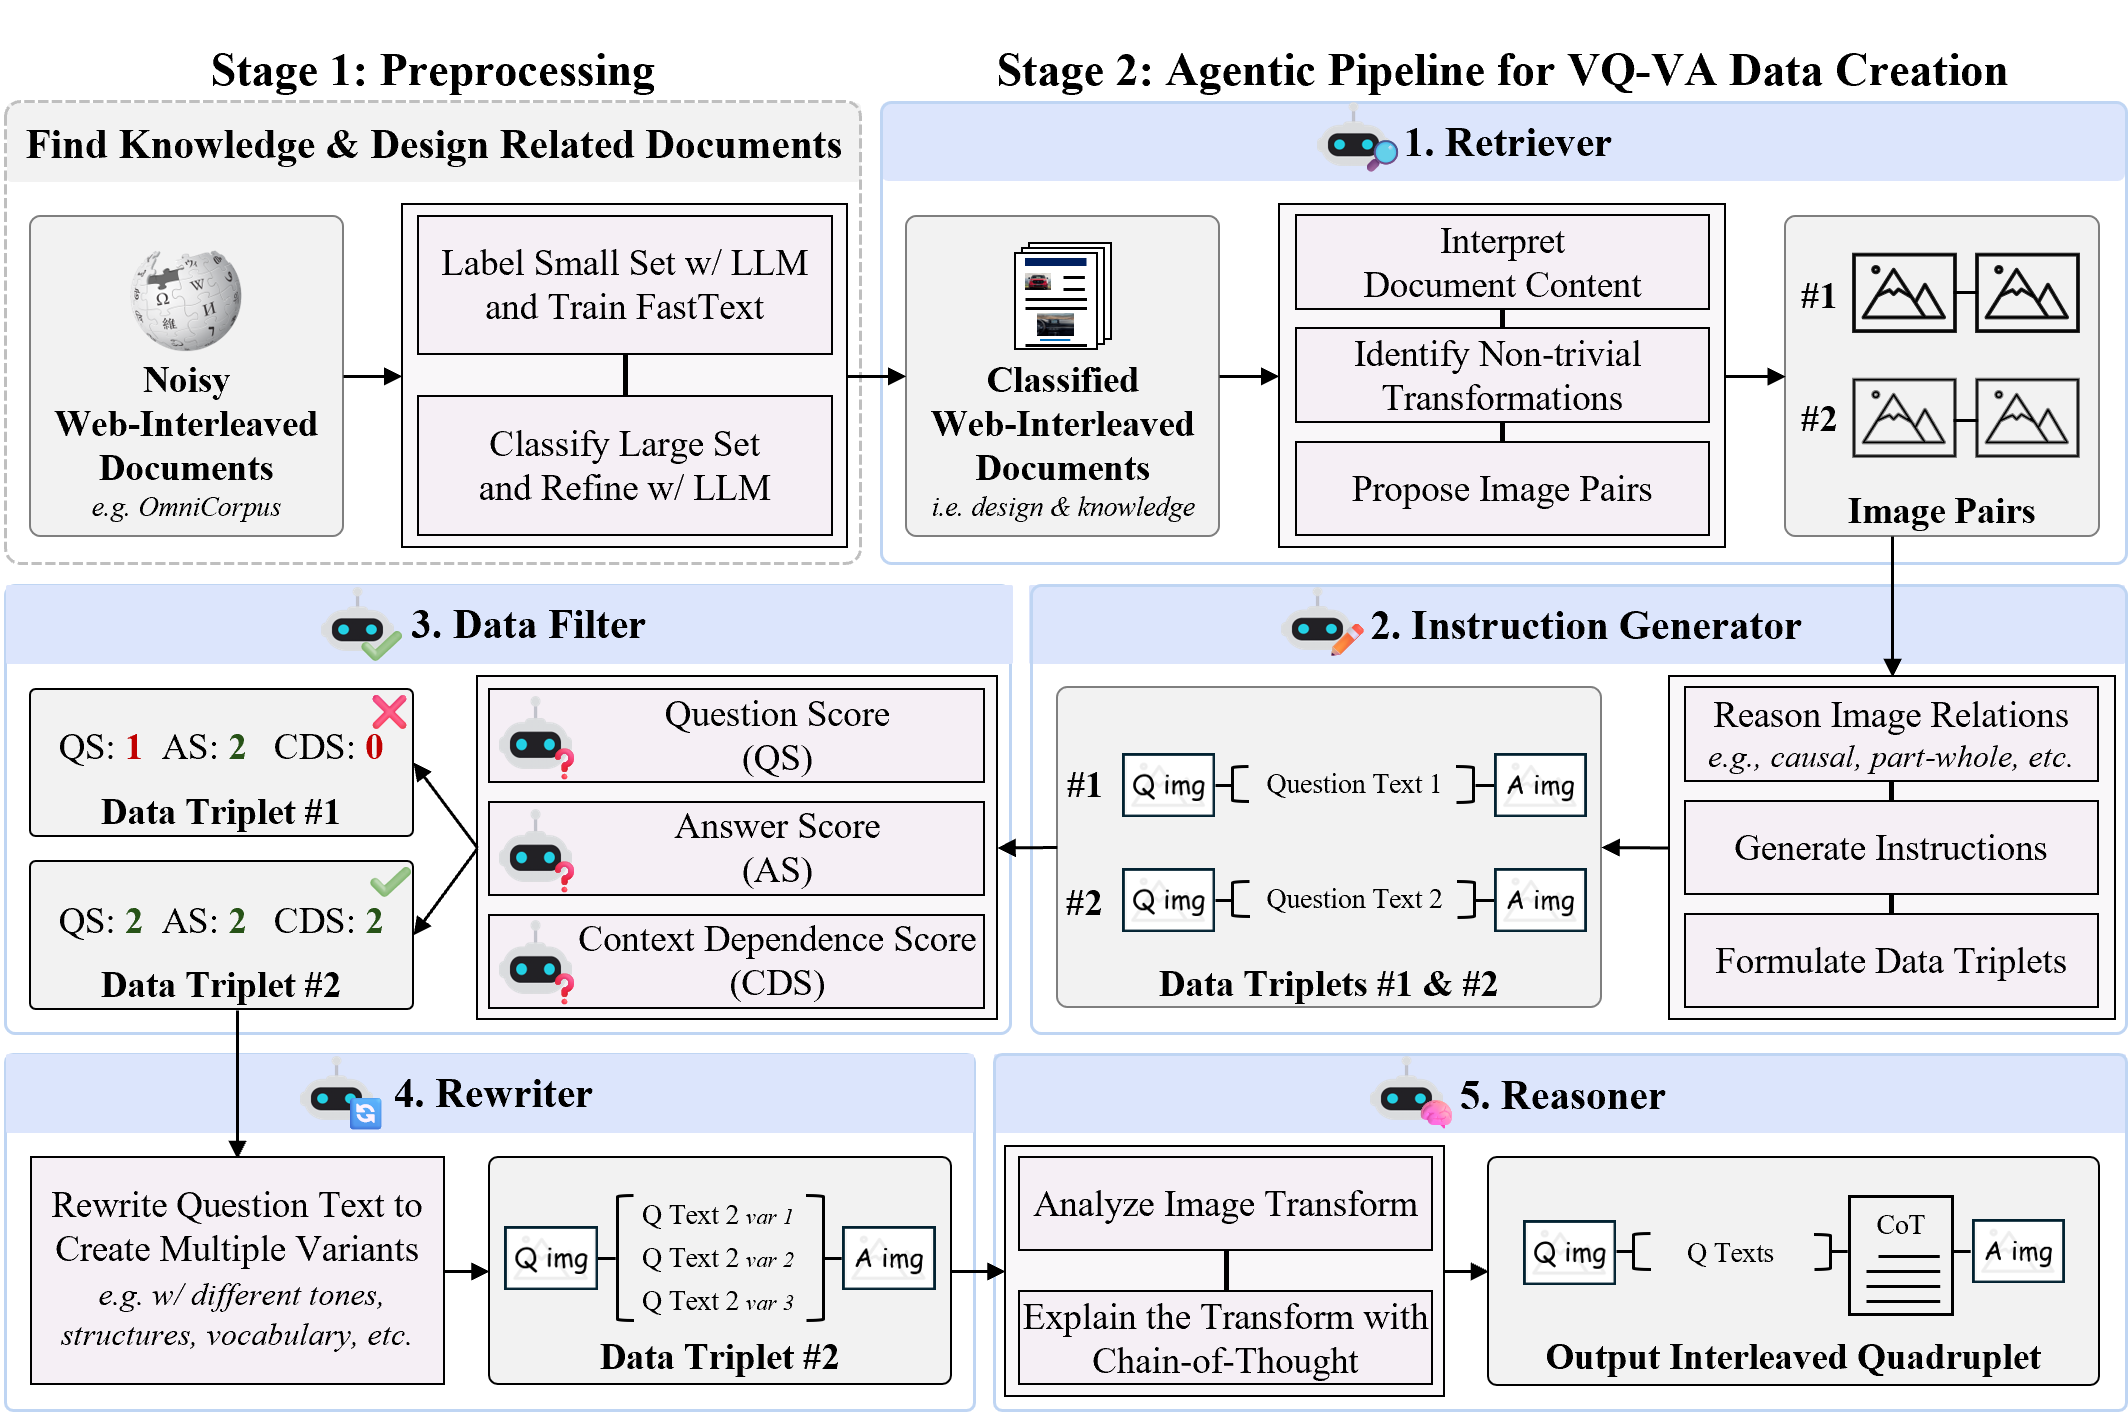 Stage 1: Preprocessing
Find Knowledge & Design Related Documents
Noisy
Web-Interleaved
Documents
e.g. OmniCorpus
Label Small Set w/ LLM
and Train FastText
Classify Large Set
and Refine w/ LLM
Stage 2: Agentic Pipeline for VQ-VA Data Creation
1. Retriever
Classified
Web-Interleaved
Documents
i.e. design & knowledge
Interpret
Document Content
Identify Non-trivial
Transformations
Propose Image Pairs
#1
#2
Image Pairs
2. Instruction Generator
Reason Image Relations
e.g., causal, part-whole, etc.
Generate Instructions
Formulate Data Triplets
#1 Q img Question Text 1 A img
#2 Q img Question Text 2 A img
Data Triplets #1 & #2
3. Data Filter
Question Score
(QS)
Answer Score
(AS)
Context Dependence Score
(CDS)
QS: 1 AS: 2 CDS: 0
Data Triplet #1
QS: 2 AS: 2 CDS: 2
Data Triplet #2
4. Rewriter
Rewrite Question Text to
Create Multiple Variants
e.g. w/ different tones,
structures, vocabulary, etc.
Q img
Q Text 2 var 1
Q Text 2 var 2
Q Text 2 var 3
A img
Data Triplet #2
5. Reasoner
Analyze Image Transform
Explain the Transform with
Chain-of-Thought
Q img
Q Texts
CoT
A img
Output Interleaved Quadruplet